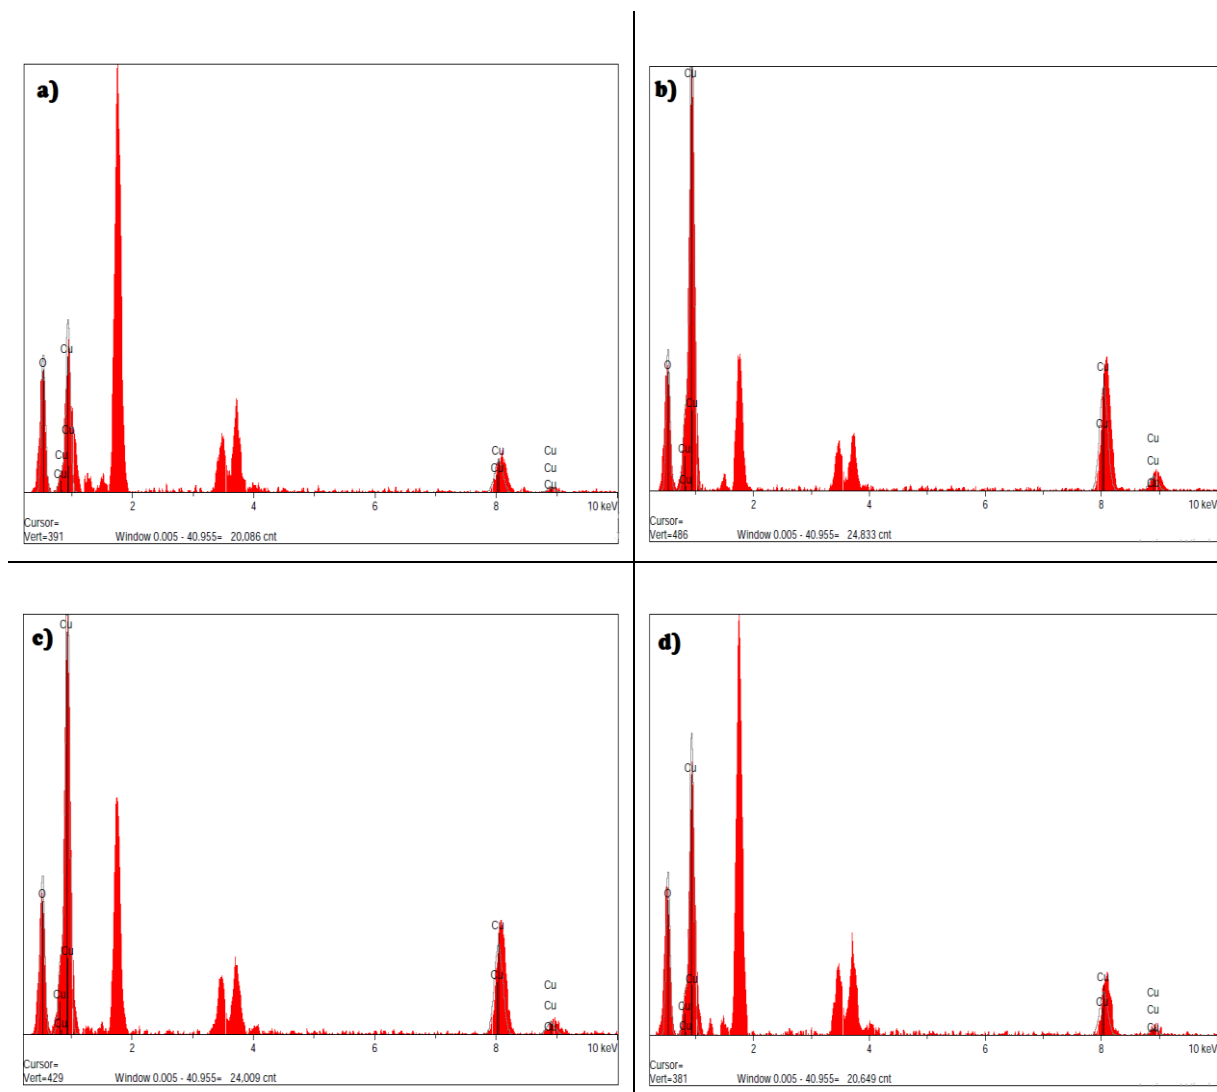 a)
Cu
O
Cu
Cu
Cu
Cu
Cu
Cu
Cu
Cu
2 4 6 8 10 keV
Cursor=
Vert=391 Window 0.005 - 40.955= 20,086 cnt
b)
Cu
O
Cu
Cu
Cu
Cu
Cu
Cu
Cu
2 4 6 8 10 keV
Cursor=
Vert=486 Window 0.005 - 40.955= 24,833 cnt
c)
Cu
O
Cu
Cu
Cu
Cu
Cu
Cu
Cu
2 4 6 8 10 keV
Cursor=
Vert=429 Window 0.005 - 40.955= 24,009 cnt
d)
Cu
O
Cu
Cu
Cu
Cu
Cu
Cu
Cu
Cu
2 4 6 8 10 keV
Cursor=
Vert=381 Window 0.005 - 40.955= 20,649 cnt